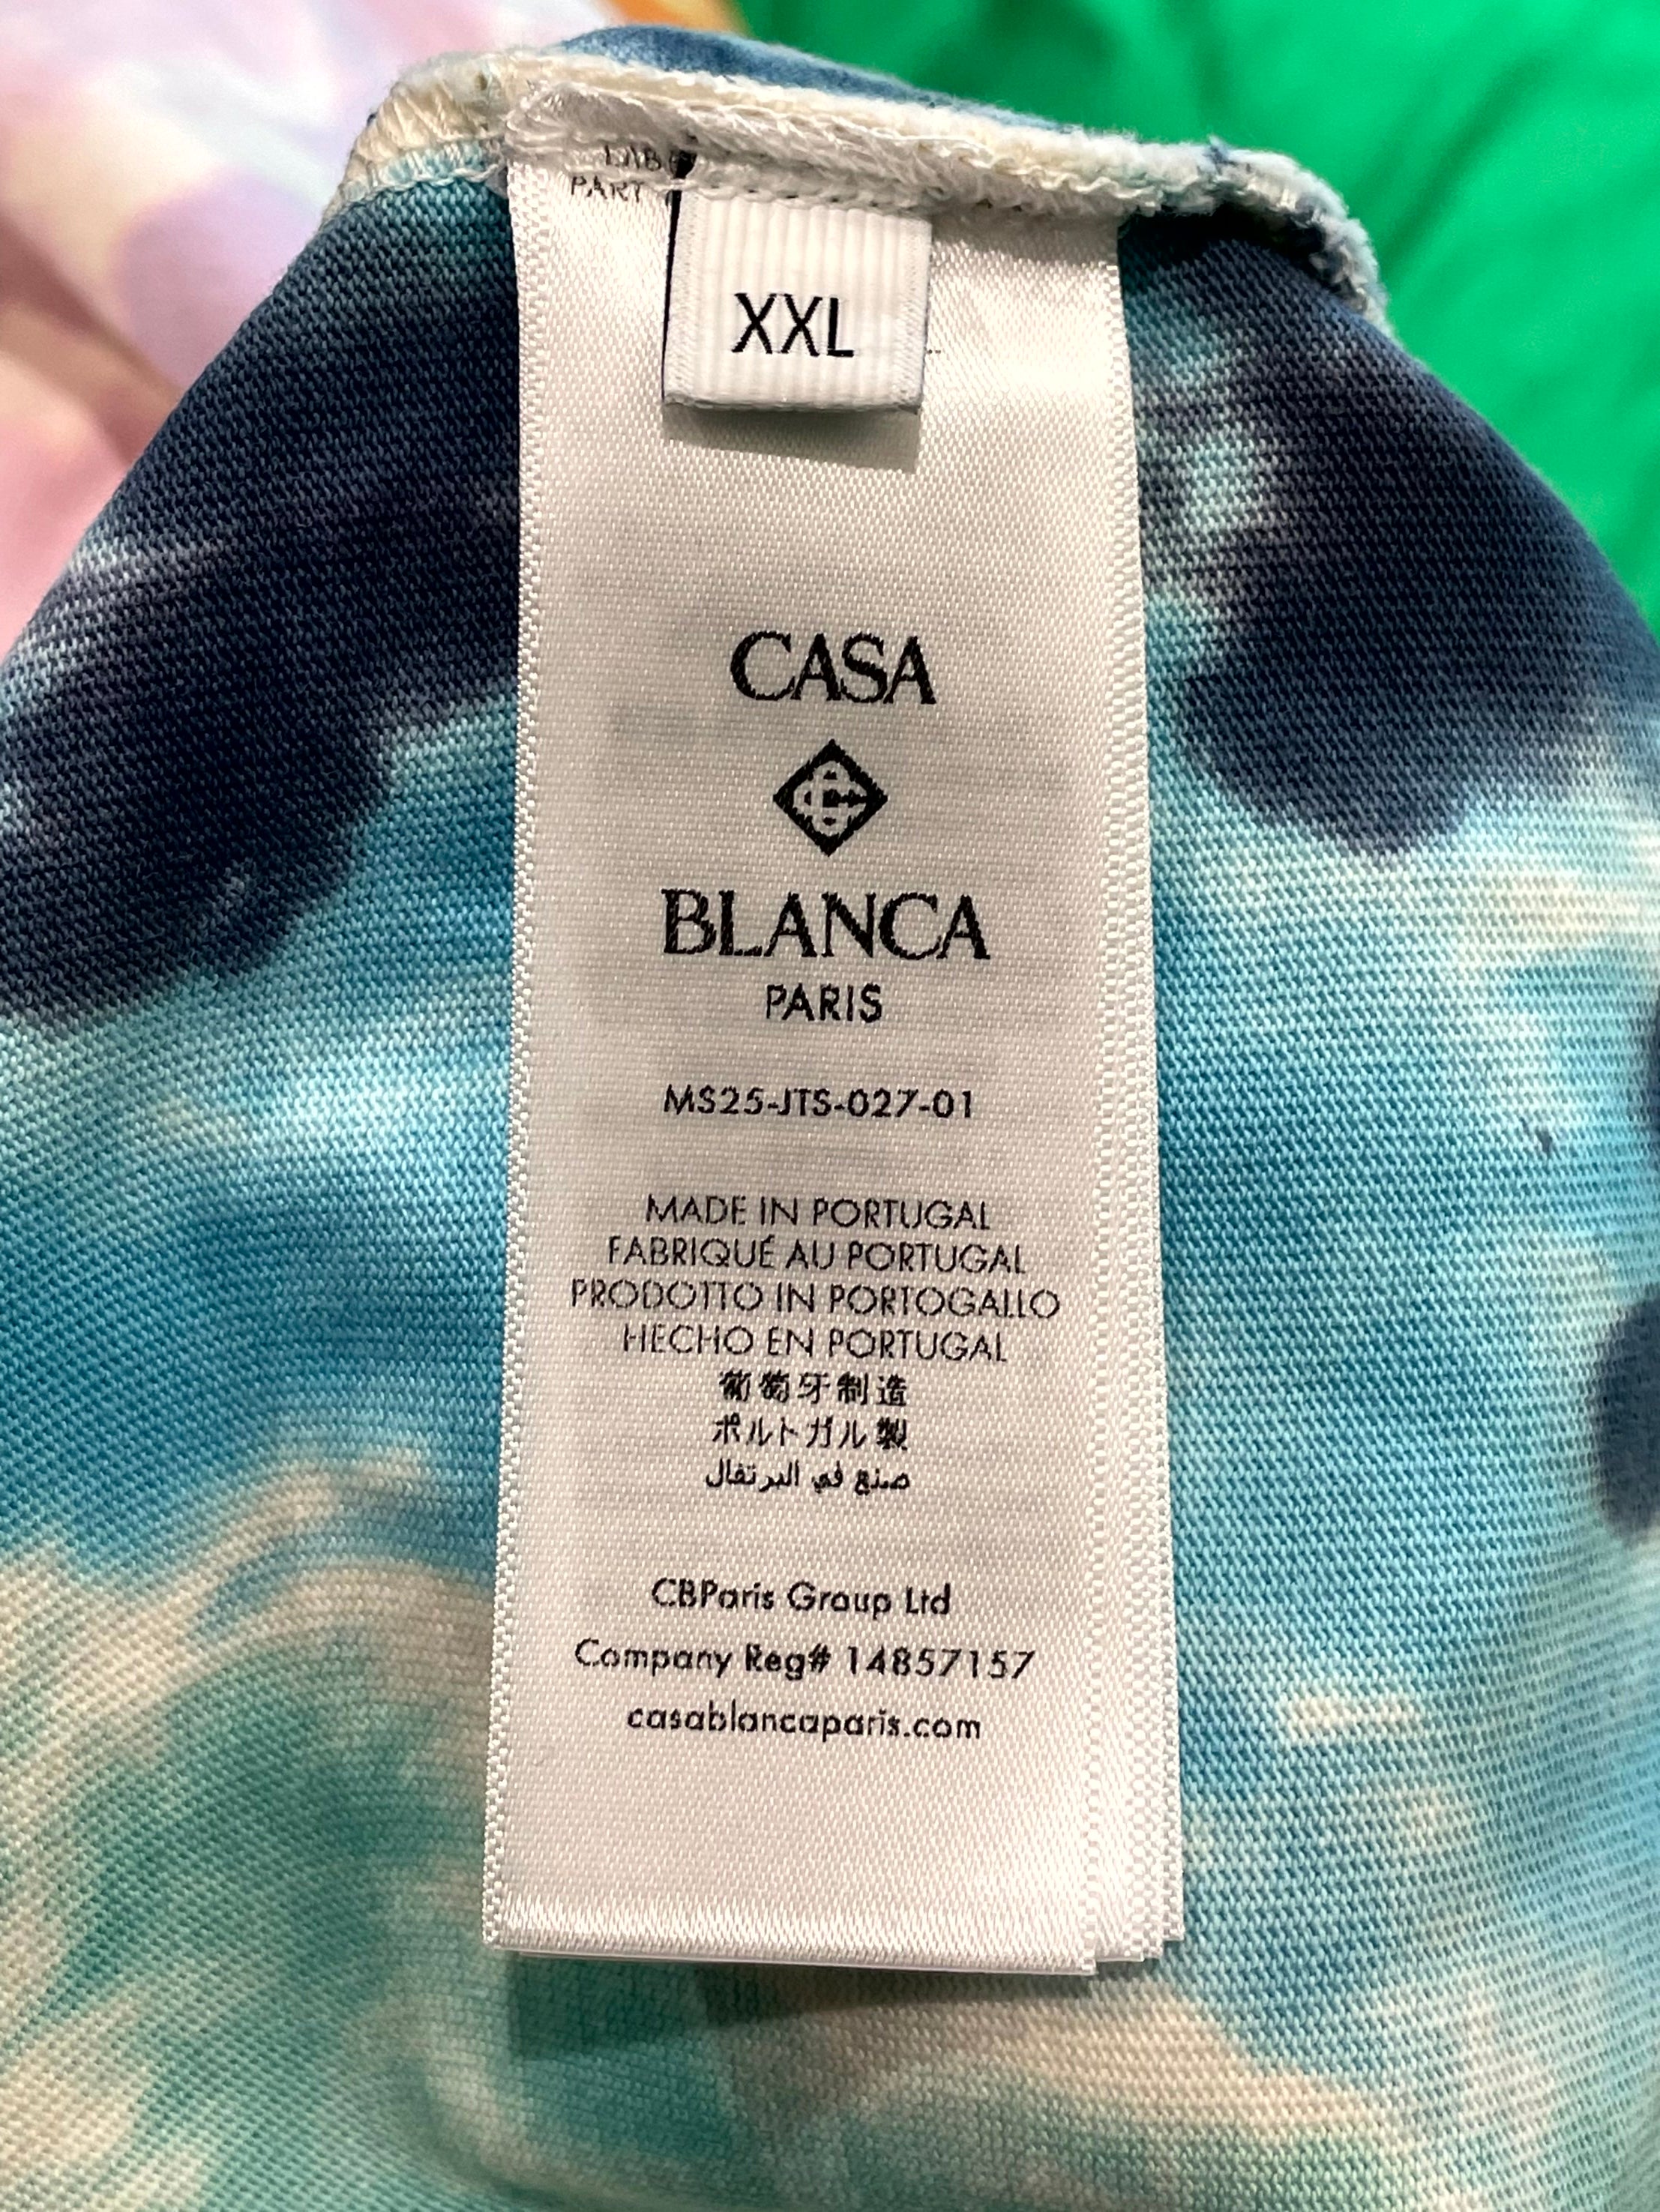 PART
XXL
CASA
BLANCA
PARIS
MS25-JTS-027-01
MADE IN PORTUGAL
FABRIQUÉ AU PORTUGAL
PRODOTTO IN PORTOGALLO
HECHO EN PORTUGAL
葡萄牙制造
ポルトガル製
صنع في البرتغال
CBParis Group Ltd
Company Reg# 14857157
casablancaparis.com